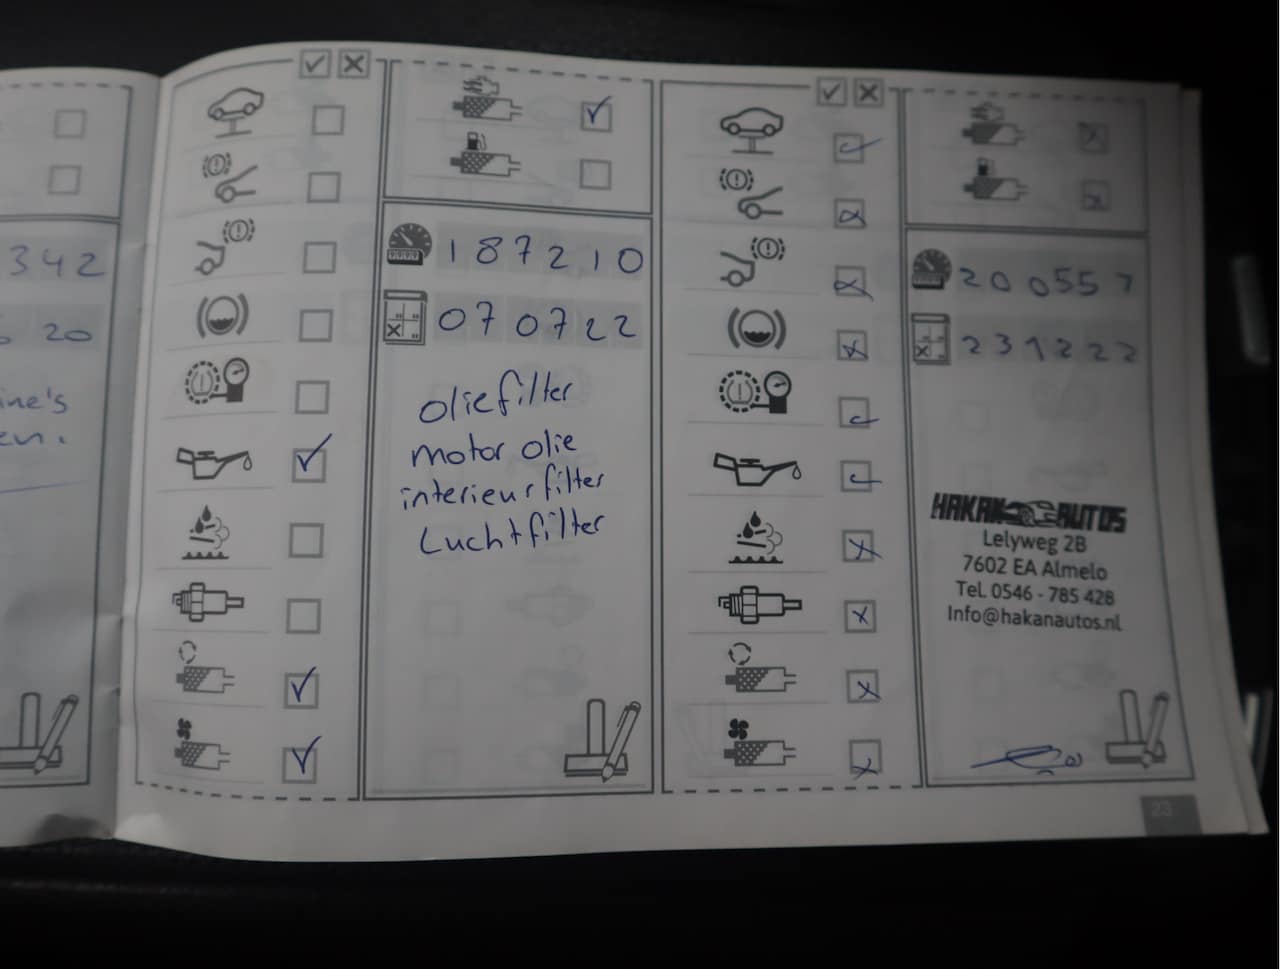 342
20
ine's
en.
187210
070722
oliefilter
motor olie
interieurfilter
Luchtfilter
200557
231222
HAKAN AUTOS
Lelyweg 2B
7602 EA Almelo
Tel. 0546 - 785 428
Info@hakanautos.nl
23